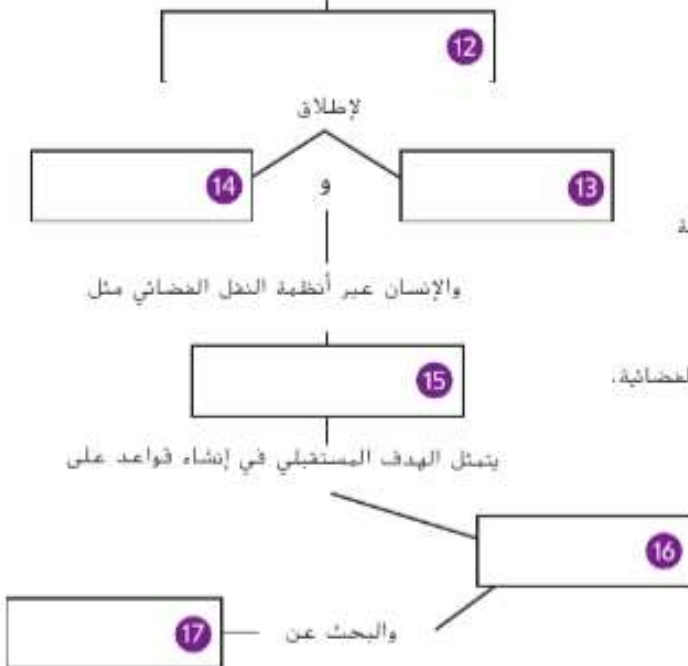 12
لإطلاق
13
و
14
ة
والإنسان عبر أنظمة النقل الفضائي مثل
15
لفضائية.
يتمثل الهدف المستقبلي في إنشاء قواعد على
16
والبحث عن
17